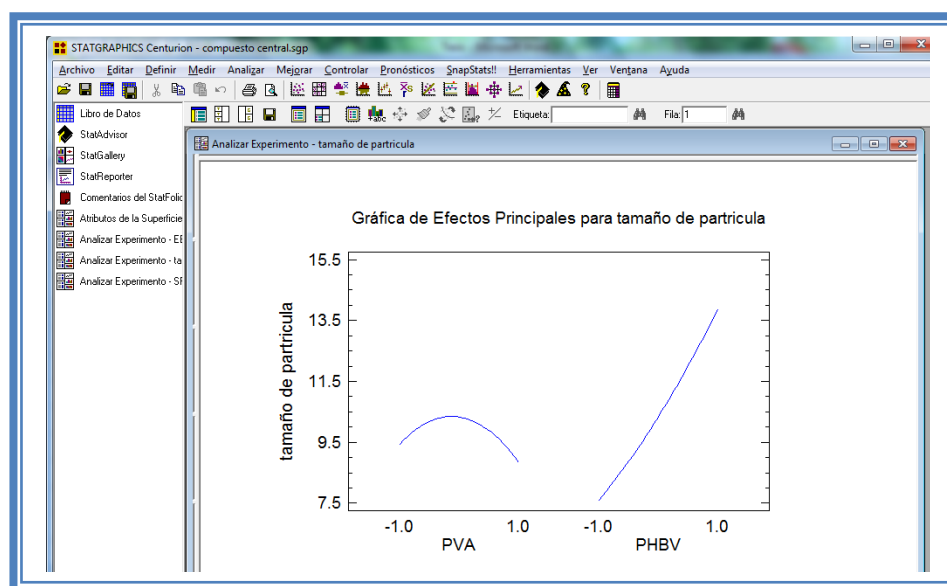 STATGRAPHICS Centurion - compuesto central.sgp
Archivo Editar Definir Medir Analizar Mejorar Controlar Pronósticos SnapStats!! Herramientas Ver Ventana Ayuda
Etiqueta: Fila: 1
Libro de Datos
StatAdvisor
StatGallery
StatReporter
Comentarios del StatFolio
Atributos de la Superficie
Analizar Experimento - EE
Analizar Experimento - ta
Analizar Experimento - SF
Analizar Experimento - tamaño de partricula
Gráfica de Efectos Principales para tamaño de partricula
tamaño de partricula
15.5
13.5
11.5
9.5
7.5
-1.0 1.0 -1.0 1.0
PVA PHBV